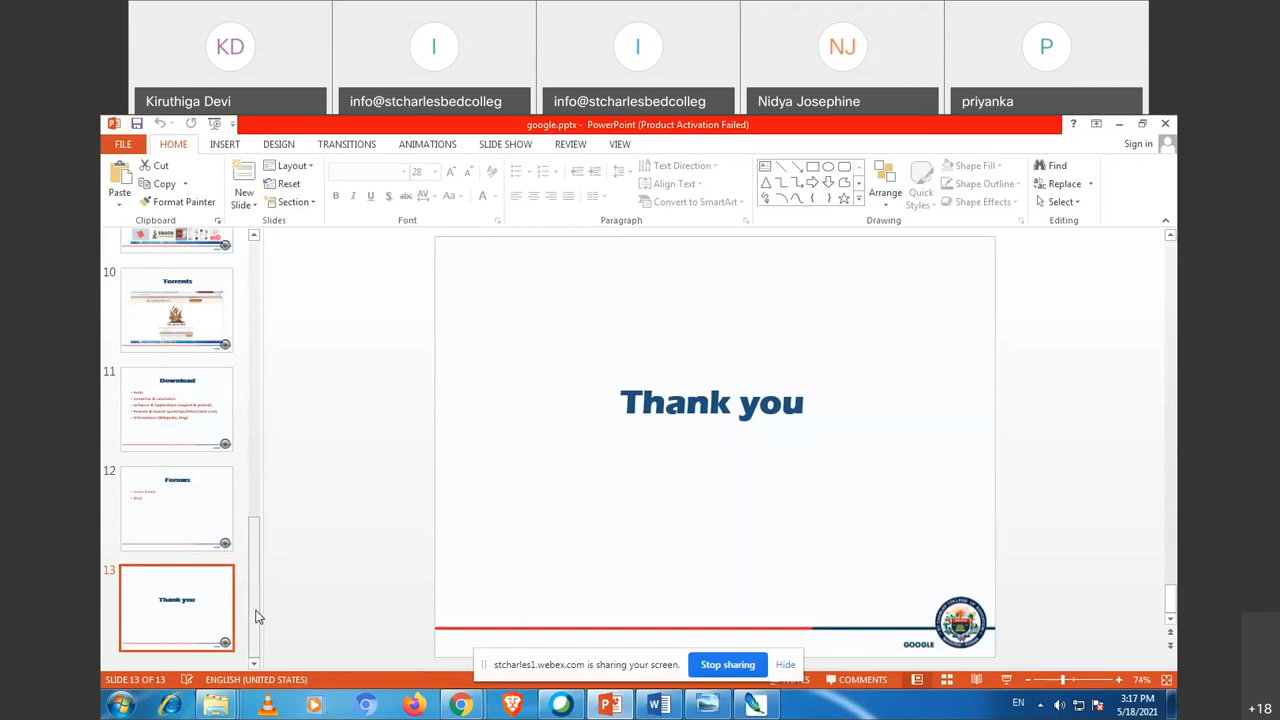 KD
I
I
NJ
P
Kiruthiga Devi
info@stcharlesbedcolleg
info@stcharlesbedcolleg
Nidya Josephine
priyanka
google.pptx - PowerPoint (Product Activation Failed)
?
FILE
HOME
INSERT
DESIGN
TRANSITIONS
ANIMATIONS
SLIDE SHOW
REVIEW
VIEW
Sign in
Paste
Cut
Copy
Format Painter
Clipboard
New
Slide
Layout
Reset
Section
Slides
28
B I U S abc AV Aa A
Font
Text Direction
Align Text
Convert to SmartArt
Paragraph
Arrange
Quick
Styles
Shape Fill
Shape Outline
Shape Effects
Drawing
Find
Replace
Select
Editing
10
Torrents
11
Download
12
Forums
13
Thank you
Thank you
GOOGLE
stcharles1.webex.com is sharing your screen.
Stop sharing
Hide
SLIDE 13 OF 13
ENGLISH (UNITED STATES)
COMMENTS
74%
EN
3:17 PM
5/18/2021
+18